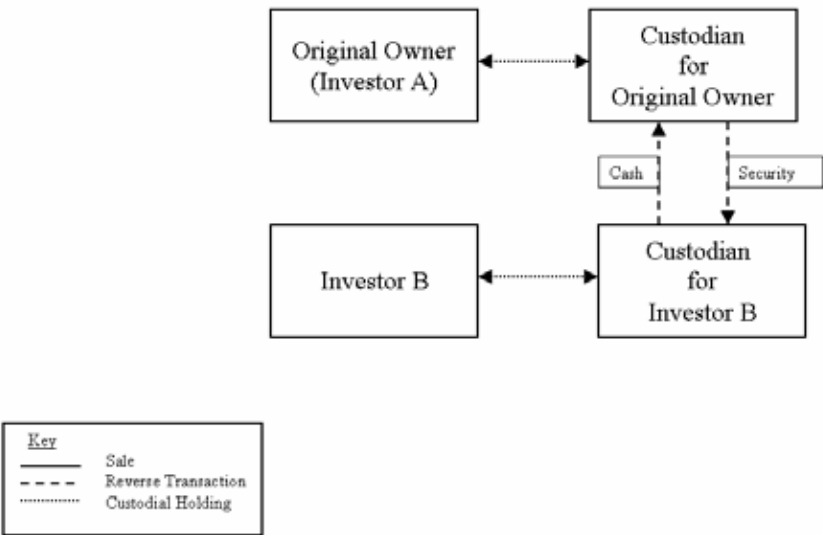 Original Owner
(Investor A)
Custodian
for
Original Owner
Cash
Security
Investor B
Custodian
for
Investor B
Key
Sale
Reverse Transaction
Custodial Holding